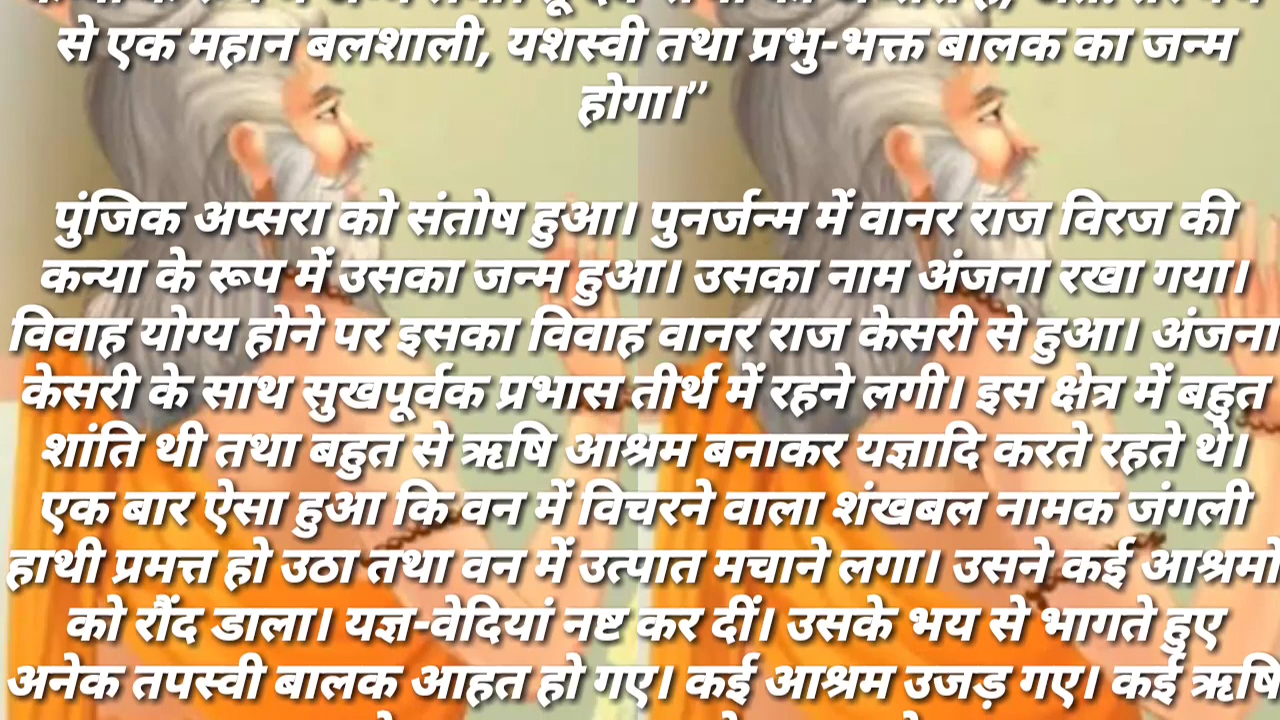 से एक महान बलशाली, यशस्वी तथा प्रभु-भक्त बालक का जन्म
होगा।”
पुंजिक अप्सरा को संतोष हुआ। पुनर्जन्म में वानर राज विरज की
कन्या के रूप में उसका जन्म हुआ। उसका नाम अंजना रखा गया।
विवाह योग्य होने पर इसका विवाह वानर राज केसरी से हुआ। अंजना
केसरी के साथ सुखपूर्वक प्रभास तीर्थ में रहने लगी। इस क्षेत्र में बहुत
शांति थी तथा बहुत से ऋषि आश्रम बनाकर यज्ञादि करते रहते थे।
एक बार ऐसा हुआ कि वन में विचरने वाला शंखबल नामक जंगली
हाथी प्रमत्त हो उठा तथा वन में उत्पात मचाने लगा। उसने कई आश्रमो
को रौंद डाला। यज्ञ-वेदियां नष्ट कर दीं। उसके भय से भागते हुए
अनेक तपस्वी बालक आहत हो गए। कई आश्रम उजड़ गए। कई ऋषि